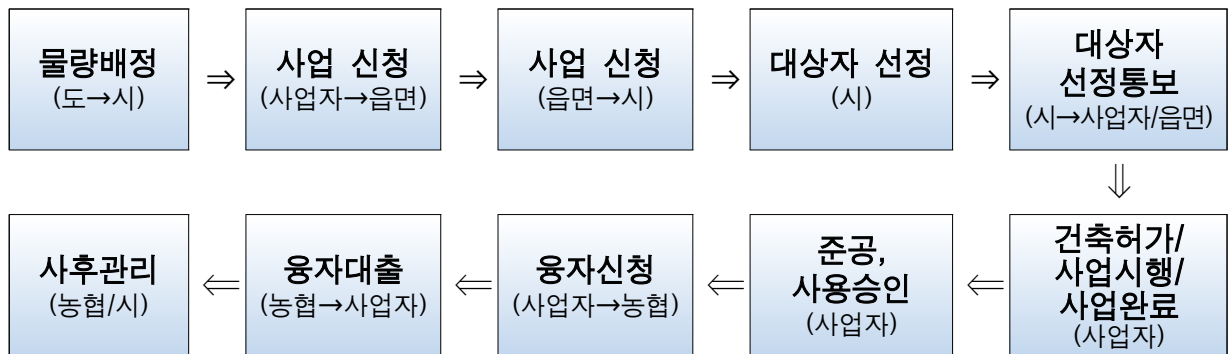 물량배정
(도→시)
⇒
사업 신청
(사업자→읍면)
⇒
사업 신청
(읍면→시)
⇒
대상자 선정
(시)
⇒
대상자
선정통보
(시→사업자/읍면)
⇓
건축허가/
사업시행/
사업완료
(사업자)
⇐
준공,
사용승인
(사업자)
⇐
융자신청
(사업자→농협)
⇐
융자대출
(농협→사업자)
⇐
사후관리
(농협/시)